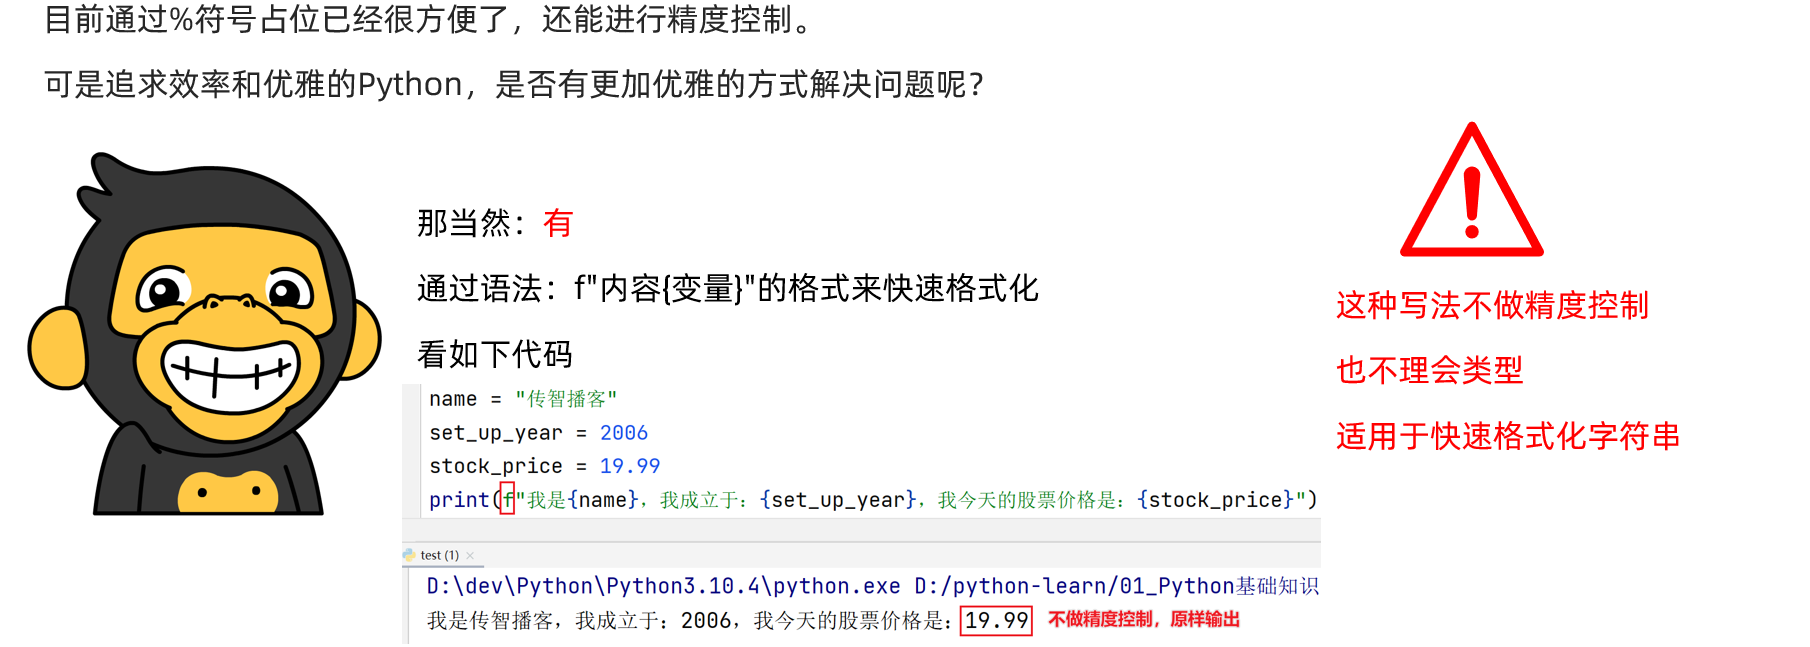 目前通过%符号占位已经很方便了，还能进行精度控制。
可是追求效率和优雅的Python，是否有更加优雅的方式解决问题呢？
那当然：有
通过语法：f"内容{变量}"的格式来快速格式化
看如下代码
name = "传智播客"
set_up_year = 2006
stock_price = 19.99
print(f"我是{name}，我成立于：{set_up_year}，我今天的股票价格是：{stock_price}")
test (1) ×
D:\dev\Python\Python3.10.4\python.exe D:/python-learn/01_Python基础知识
我是传智播客，我成立于：2006，我今天的股票价格是：19.99 不做精度控制，原样输出
这种写法不做精度控制
也不理会类型
适用于快速格式化字符串